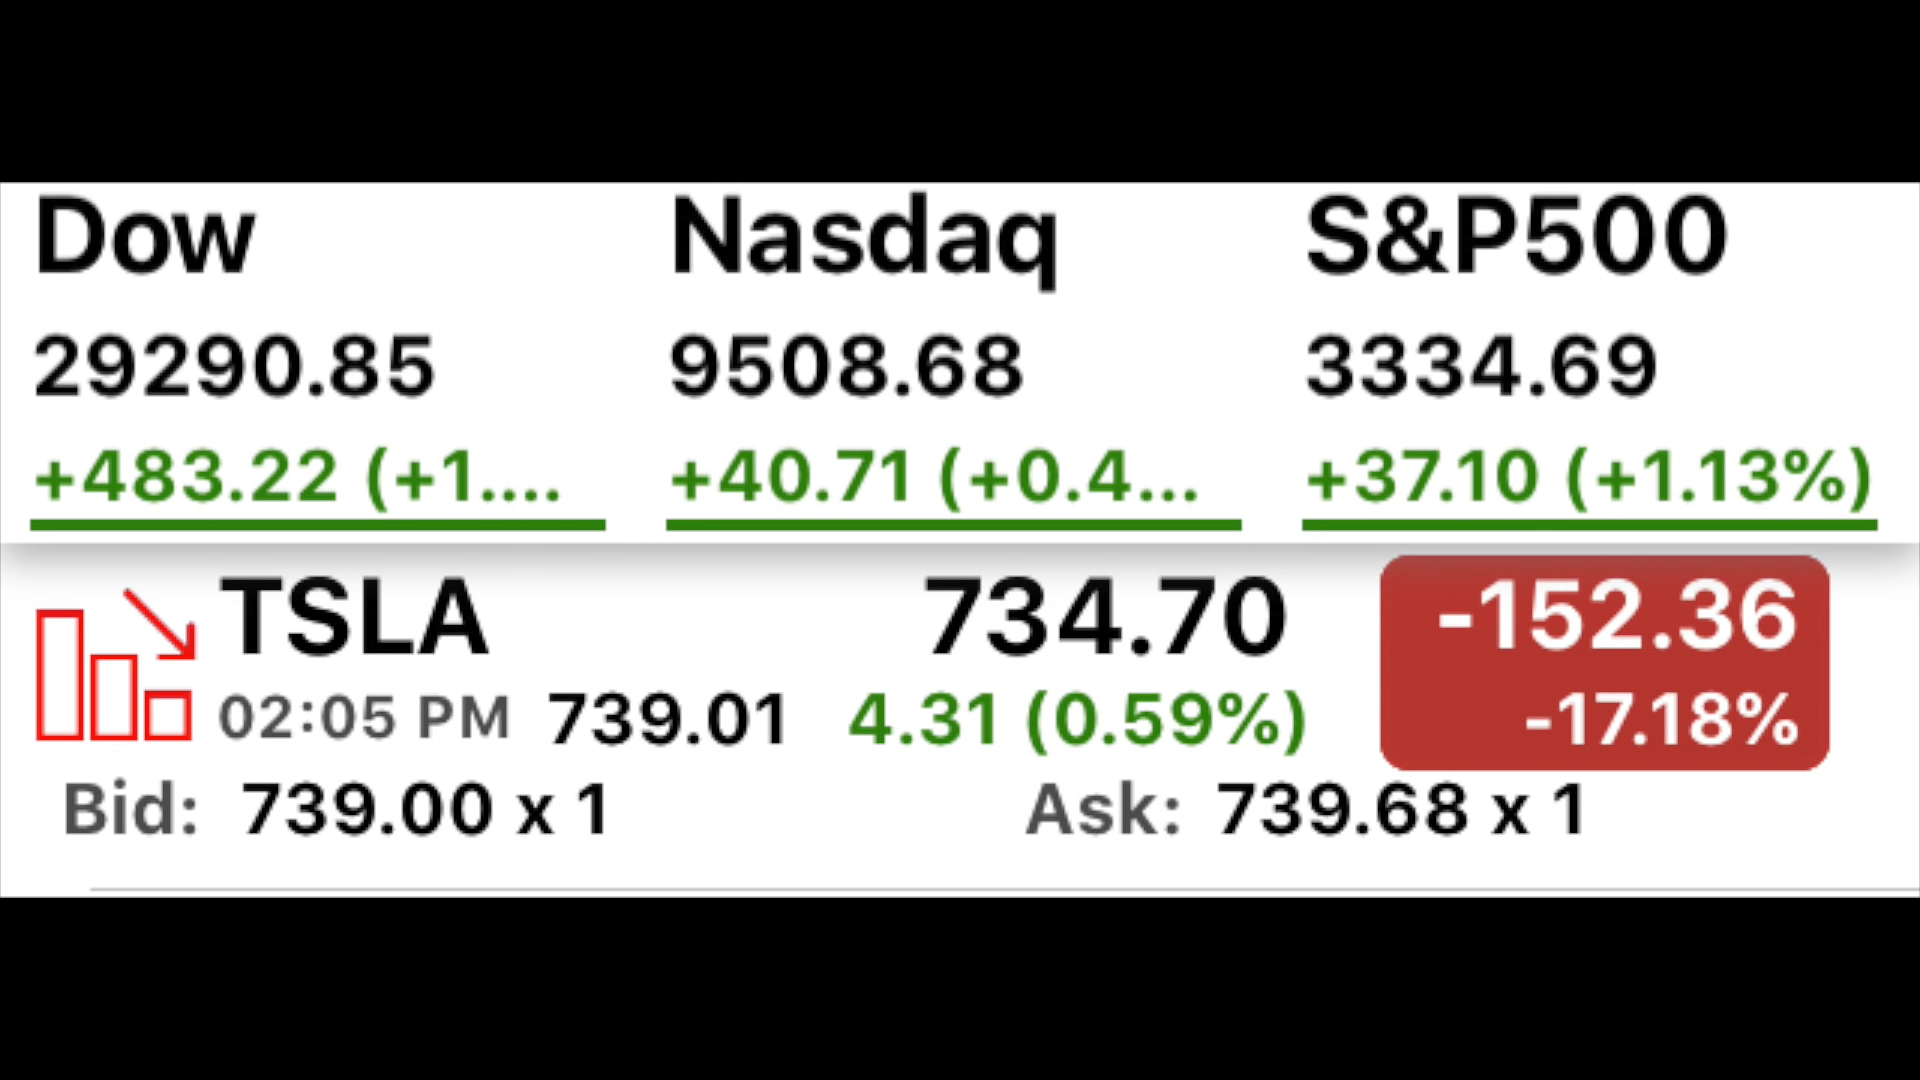 Dow Nasdaq S&P500
29290.85 9508.68 3334.69
+483.22 (+1.... +40.71 (+0.4... +37.10 (+1.13%)
TSLA 734.70 -152.36
02:05 PM 739.01 4.31 (0.59%) -17.18%
Bid: 739.00 x 1 Ask: 739.68 x 1